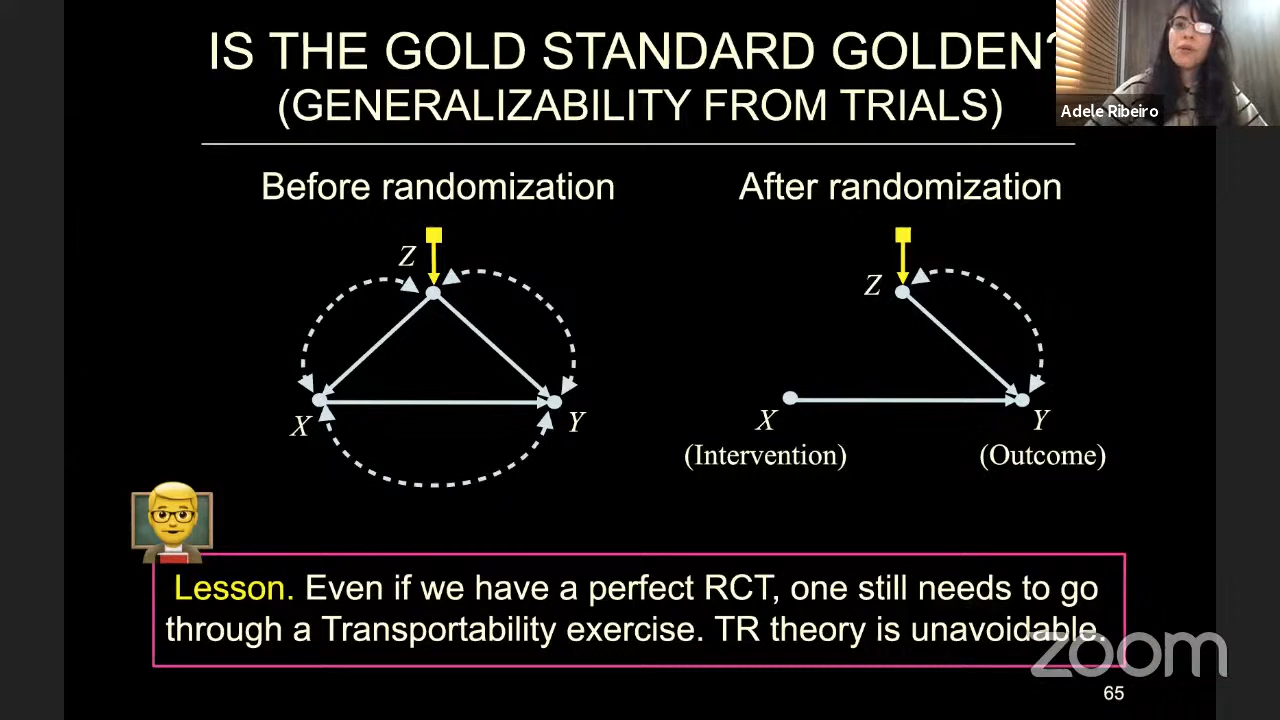 IS THE GOLD STANDARD GOLDEN?
(GENERALIZABILITY FROM TRIALS)
Adele Ribeiro
Before randomization
After randomization
Z
X
Y
Z
X
Y
(Intervention)
(Outcome)
Lesson. Even if we have a perfect RCT, one still needs to go
through a Transportability exercise. TR theory is unavoidable.
zoom
65